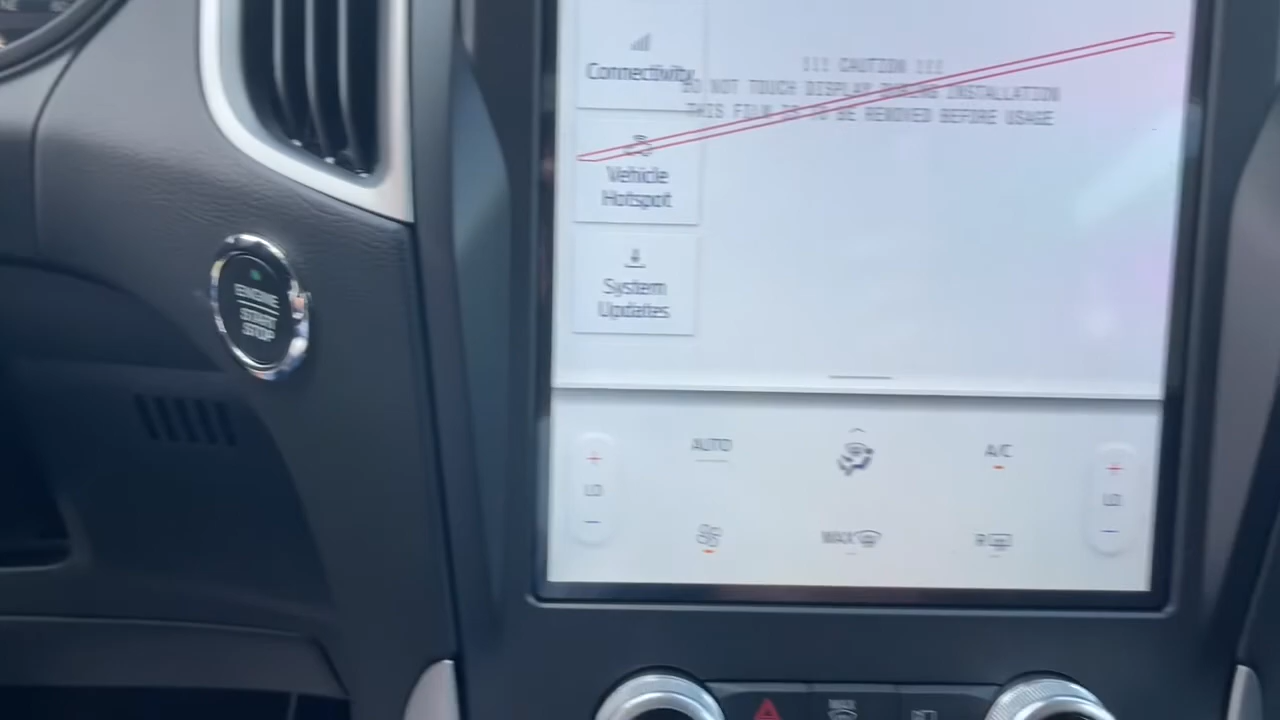 Connectivity
!!! CAUTION !!!
DO NOT TOUCH DISPLAY DURING INSTALLATION
THIS FILM IS TO BE REMOVED BEFORE USAGE
Vehicle
Hotspot
System
Updates
ENGINE
START
STOP
AUTO
A/C
LO
LO
MAX
R
MAX